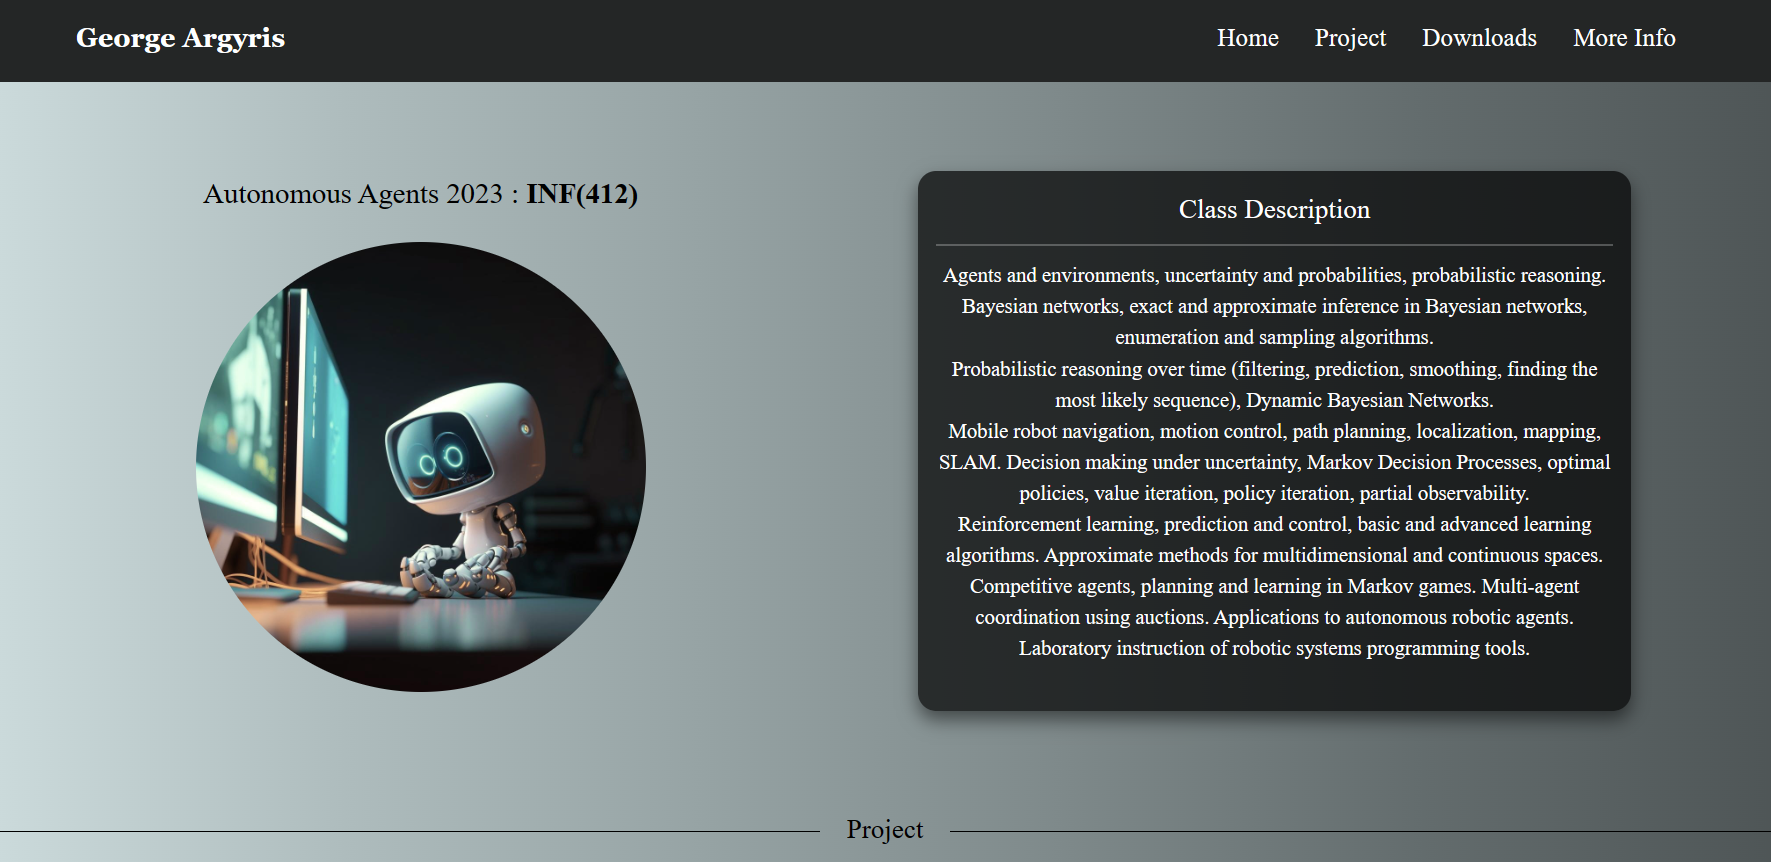 George Argyris
Home Project Downloads More Info
Autonomous Agents 2023 : INF(412)
Class Description
Agents and environments, uncertainty and probabilities, probabilistic reasoning.
Bayesian networks, exact and approximate inference in Bayesian networks,
enumeration and sampling algorithms.
Probabilistic reasoning over time (filtering, prediction, smoothing, finding the
most likely sequence), Dynamic Bayesian Networks.
Mobile robot navigation, motion control, path planning, localization, mapping,
SLAM. Decision making under uncertainty, Markov Decision Processes, optimal
policies, value iteration, policy iteration, partial observability.
Reinforcement learning, prediction and control, basic and advanced learning
algorithms. Approximate methods for multidimensional and continuous spaces.
Competitive agents, planning and learning in Markov games. Multi-agent
coordination using auctions. Applications to autonomous robotic agents.
Laboratory instruction of robotic systems programming tools.
Project